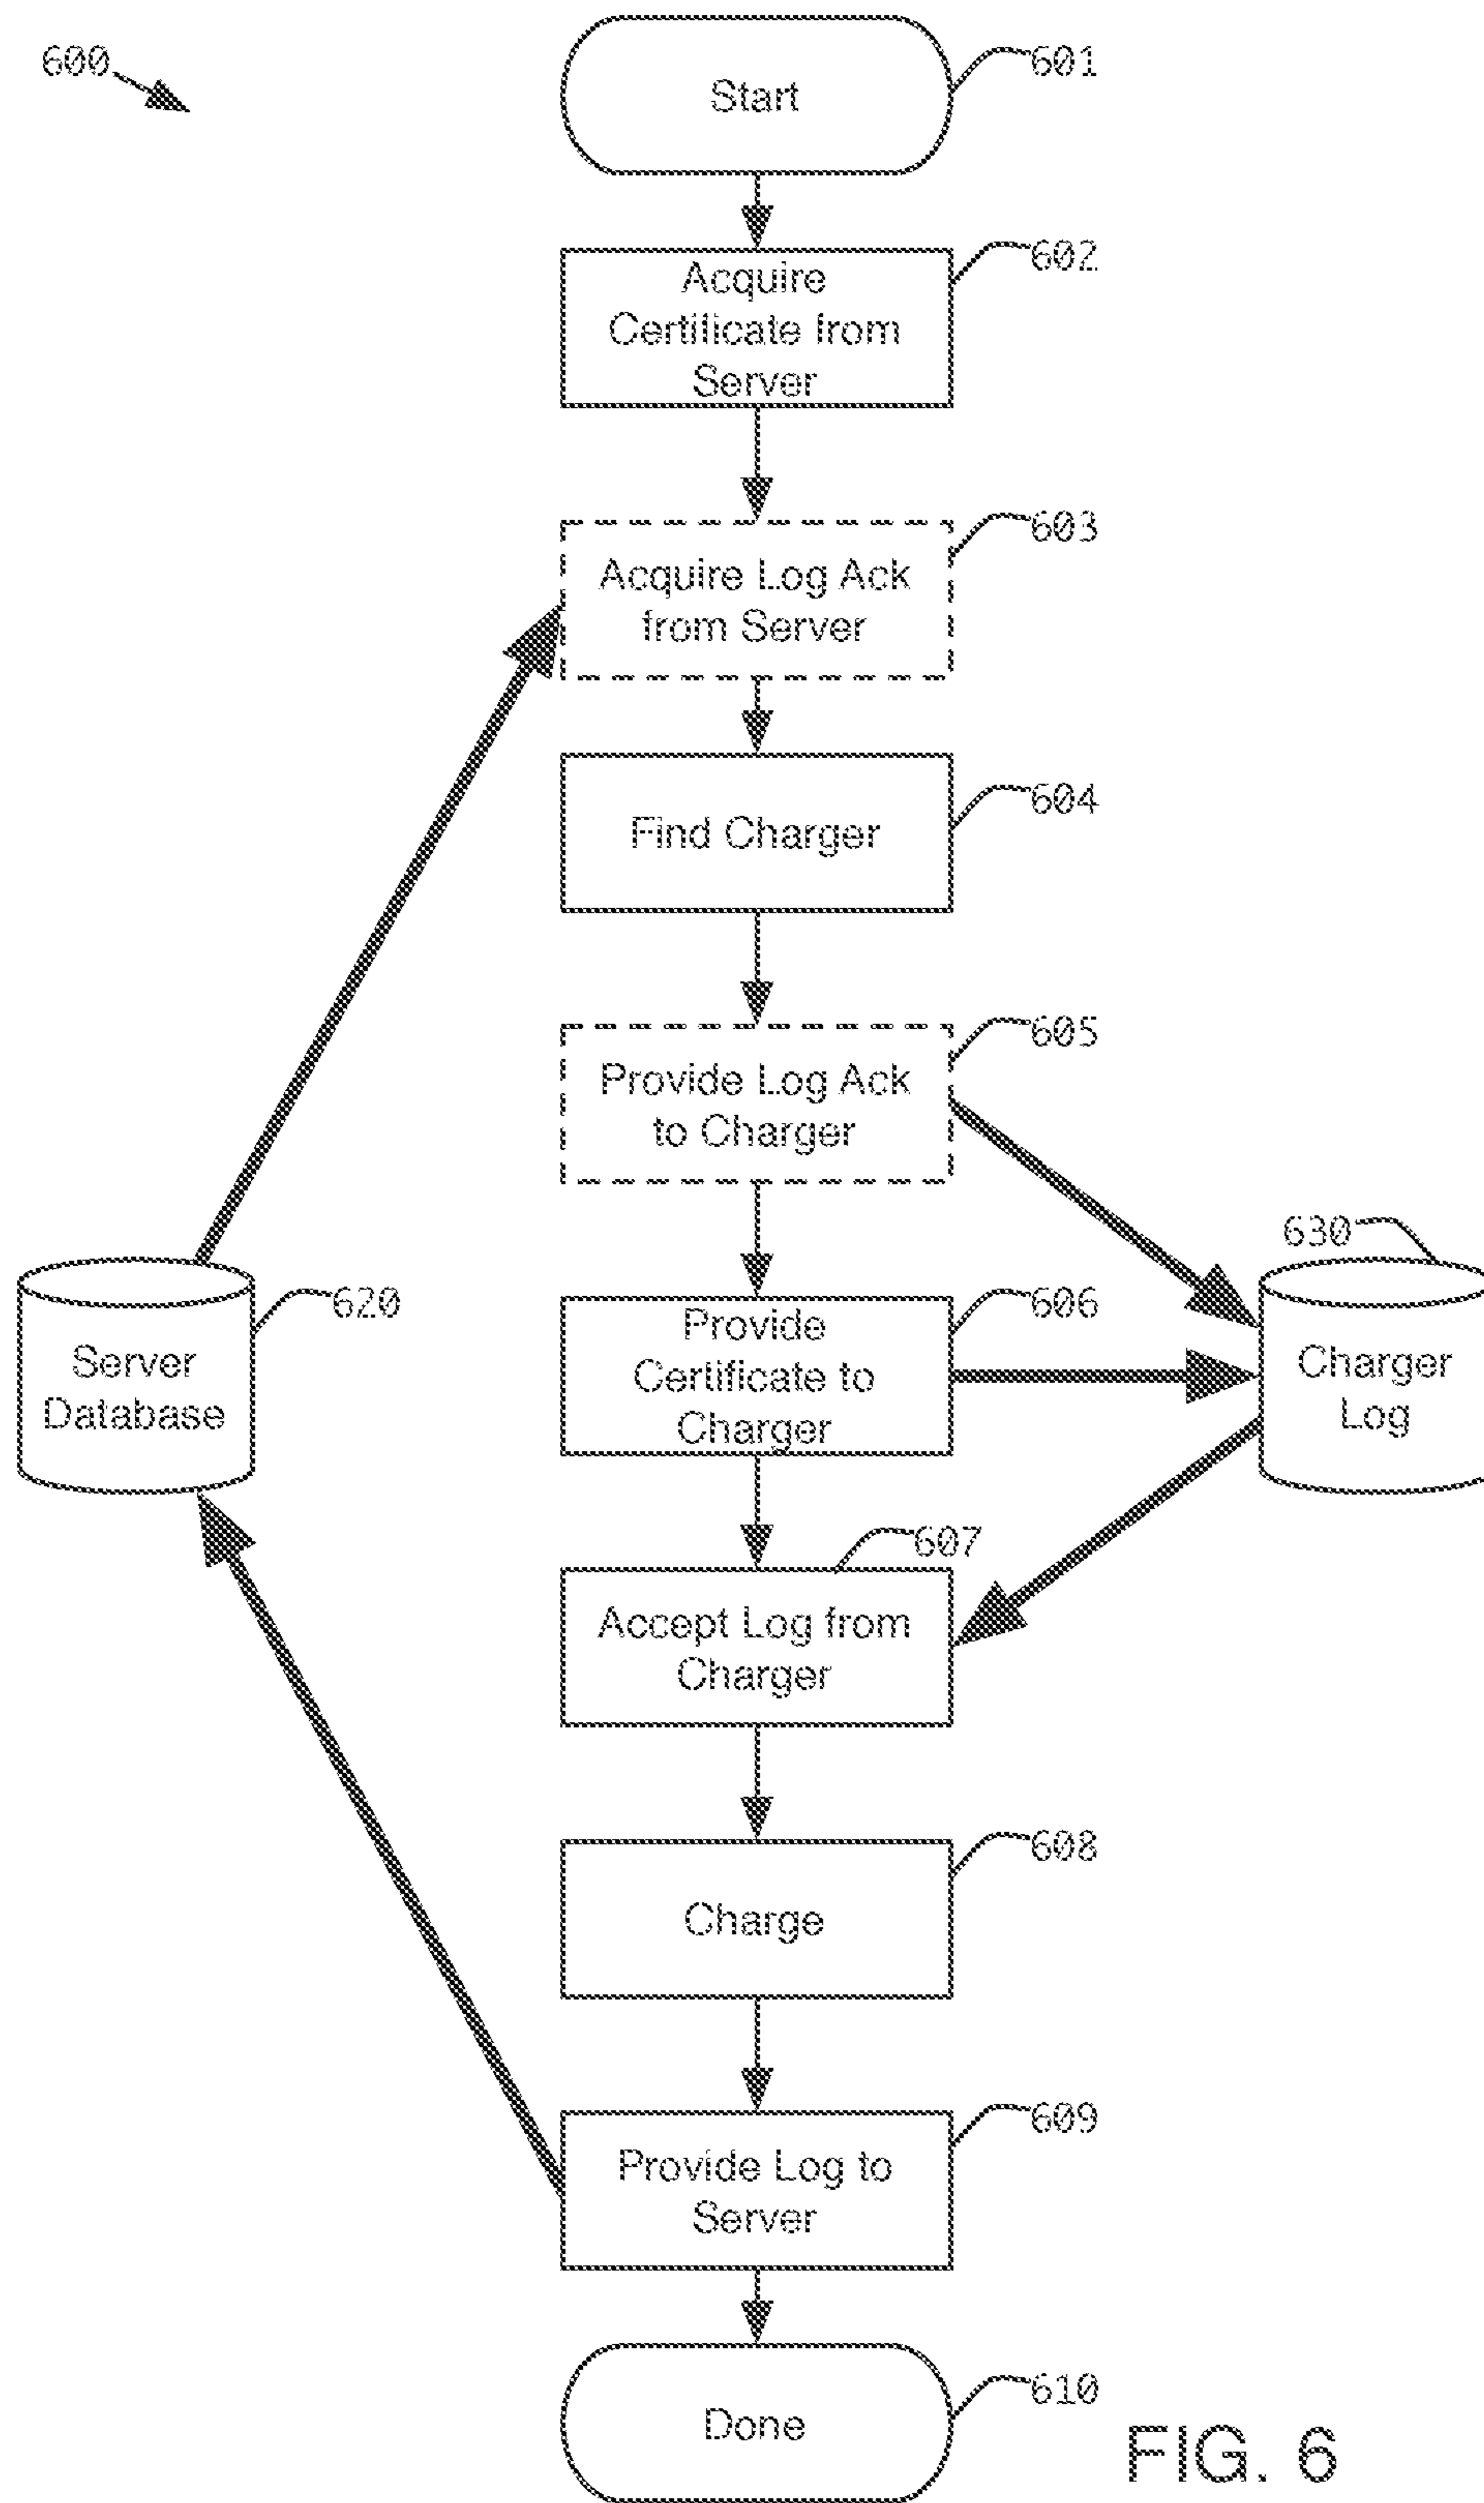 600
Start
601
Acquire
Certificate from
Server
602
Acquire Log Ack
from Server
603
Find Charger
604
Provide Log Ack
to Charger
605
Server
Database
620
Provide
Certificate to
Charger
606
630
Charger
Log
607
Accept Log from
Charger
Charge
608
Provide Log to
Server
609
Done
610
FIG. 6